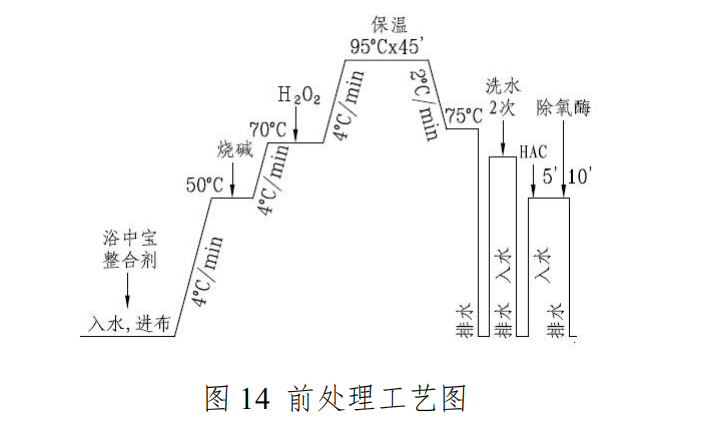 保温
95°Cx45'
4°C/min
2°C/min
H₂O₂
70°C
4°C/min
烧碱
50°C
4°C/min
浴中宝
整合剂
入水,进布
75°C
排水
洗水
2次
入水
排水
HAC
除氧酶
5'
10'
入水
排水
图 14 前处理工艺图